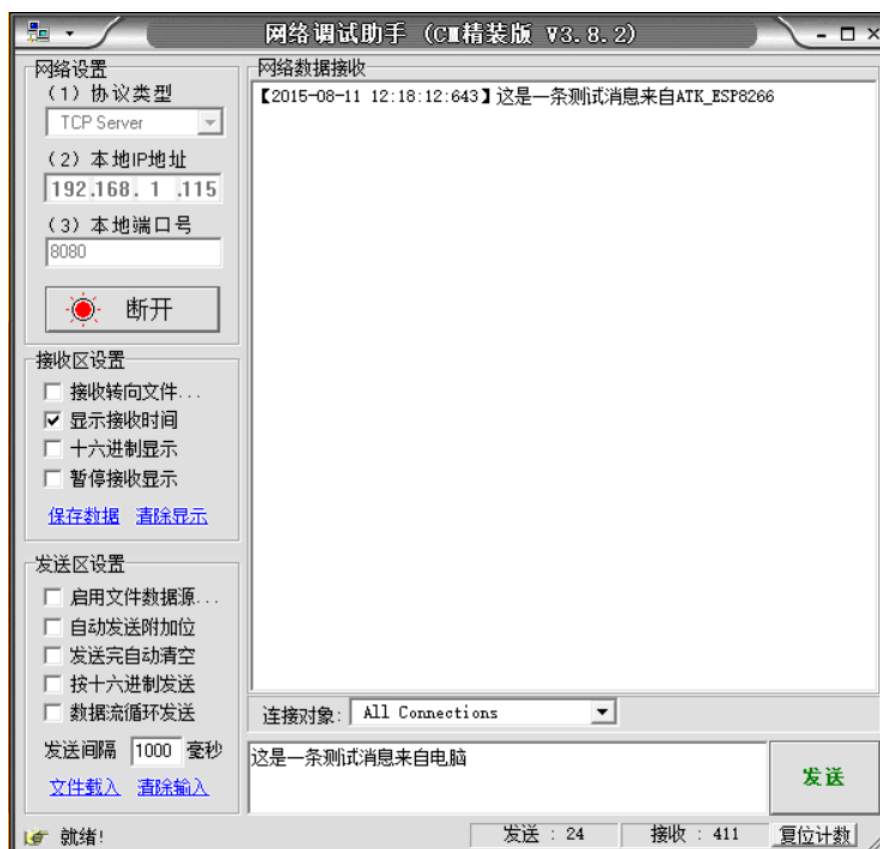 网络调试助手 (CⅢ精装版 V3.8.2)
网络设置
(1) 协议类型
TCP Server
(2) 本地IP地址
192.168. 1 .115
(3) 本地端口号
8080
断开
接收区设置
接收转向文件...
显示接收时间
十六进制显示
暂停接收显示
保存数据 清除显示
发送区设置
启用文件数据源...
自动发送附加位
发送完自动清空
按十六进制发送
数据流循环发送
发送间隔 1000 毫秒
文件载入 清除输入
网络数据接收
【2015-08-11 12:18:12:643】这是一条测试消息来自ATK_ESP8266
连接对象: All Connections
这是一条测试消息来自电脑
发送
就绪!
发送 : 24
接收 : 411
复位计数